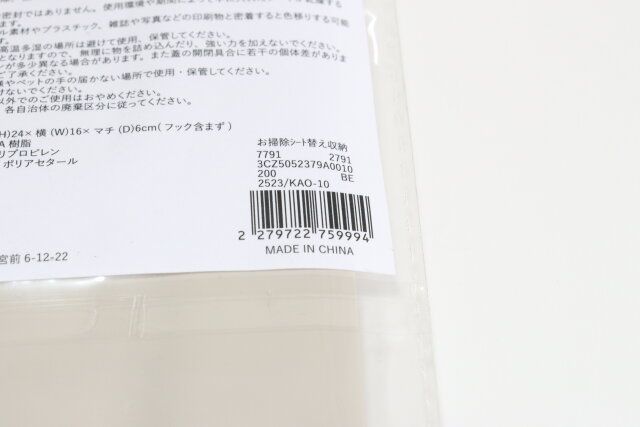 密封ではありません。使用環境や期間によって
ル素材やプラスチック、雑誌や写真などの印刷物と密着すると色移りする可能
ます。
高温多湿の場所は避けて使用、保管してください。
となりますので、無理に物を詰め込んだり、強い力を加えないでください。
ンが多少異なる場合があります。また蓋の開閉具合に若干の個体差がありま
ご了承ください。
様やペットの手の届かない場所で使用・保管してください。
けないでください。
以外でのご使用はおやめください。
、各自治体の廃棄区分に従ってください。
H)24× 横 (W)16× マチ (D)6cm( フック含まず )
A 樹脂
リプロピレン
ポリアセタール
お掃除シート替え収納
7791 2791
3CZ5052379A0010
200 BE
2523/KAO-10
2 279722 759994
MADE IN CHINA
宮前 6-12-22